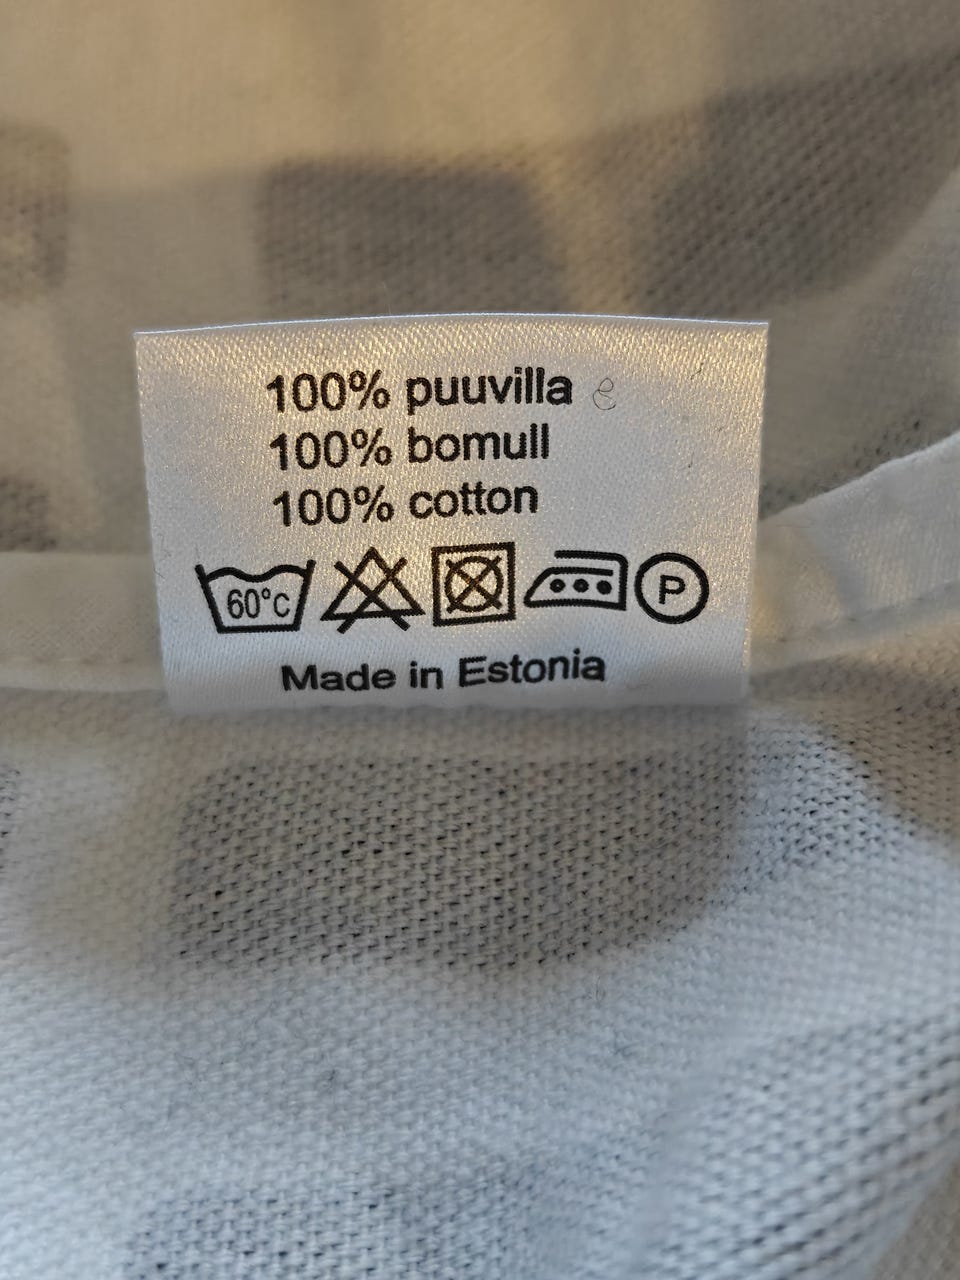 100% puuvilla
100% bomull
100% cotton
60°C P
Made in Estonia